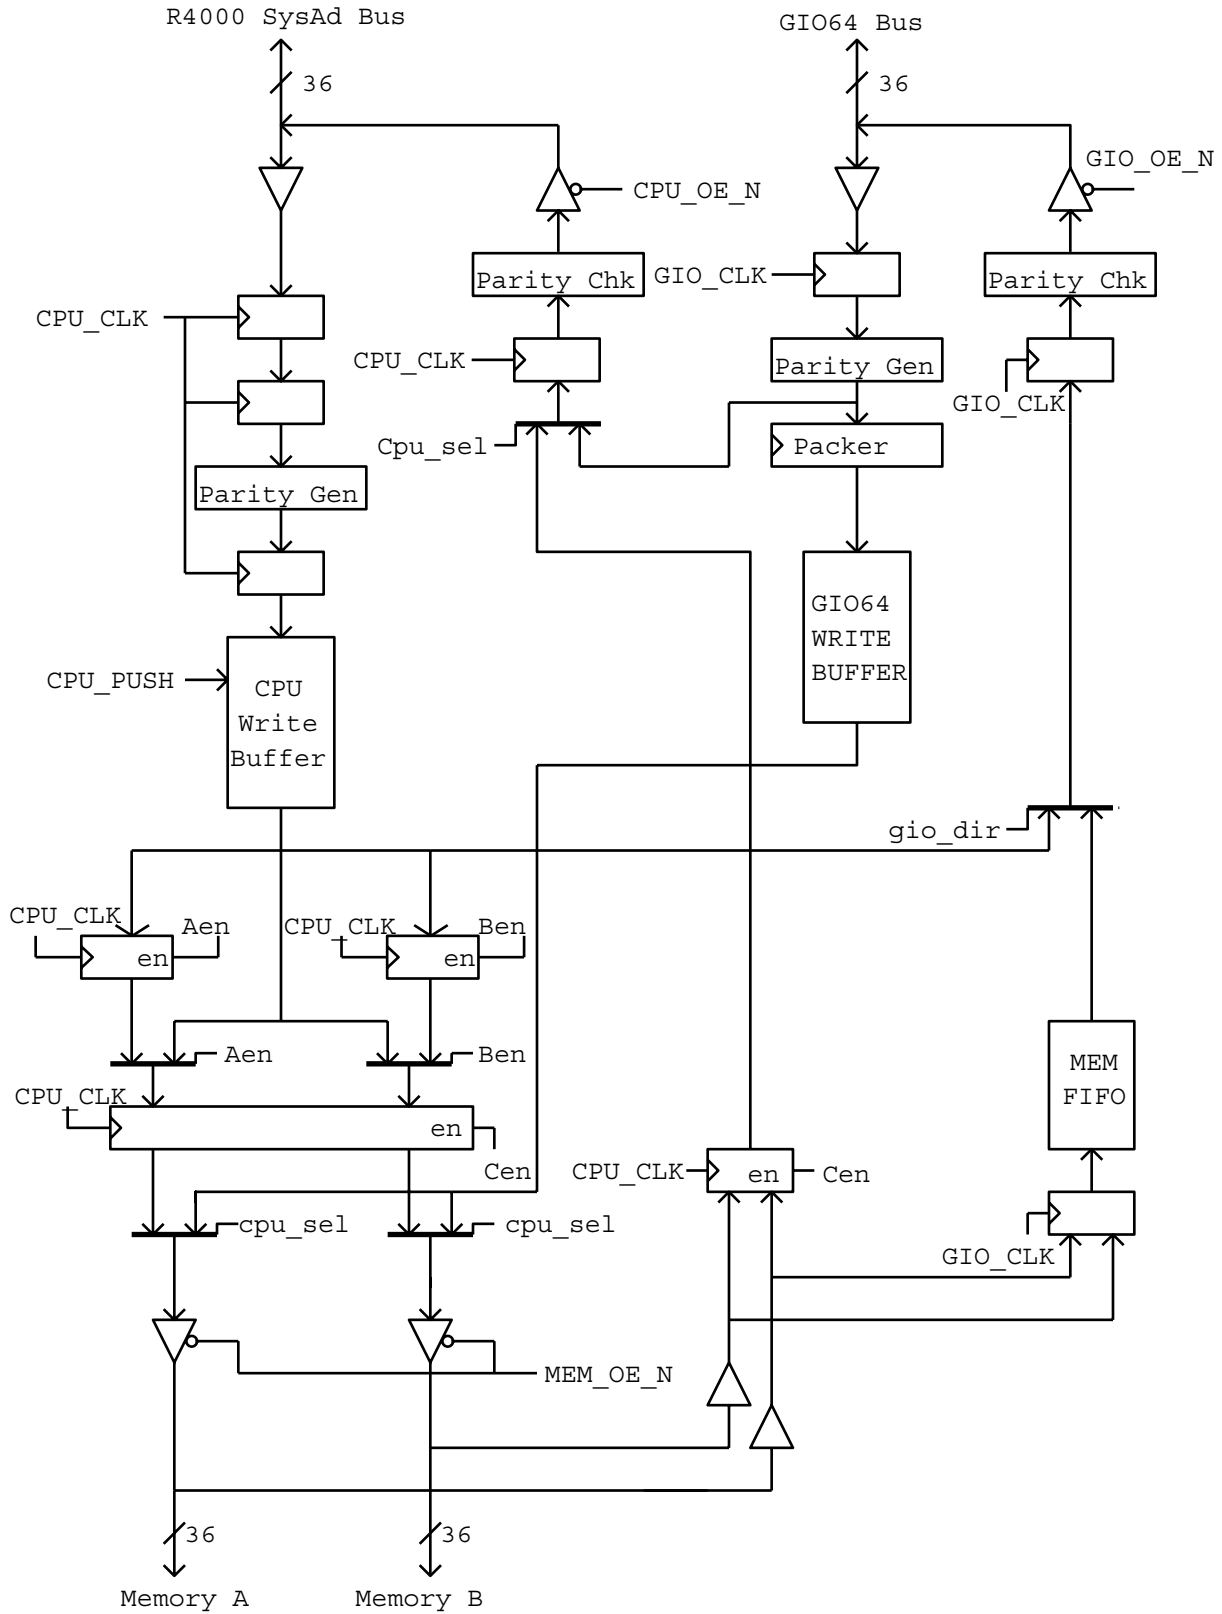 R4000 SysAd Bus
GIO64 Bus
36
36
GIO_OE_N
CPU_OE_N
Parity Chk
GIO_CLK
Parity Chk
CPU_CLK
CPU_CLK
Parity Gen
GIO_CLK
Cpu_sel
Packer
Parity Gen
GIO64
WRITE
BUFFER
CPU_PUSH
CPU
Write
Buffer
gio_dir
CPU_CLK
Aen
CPU_CLK
Ben
en
en
Aen
Ben
MEM
FIFO
CPU_CLK
en
Cen
CPU_CLK
en
Cen
cpu_sel
cpu_sel
GIO_CLK
MEM_OE_N
36
36
Memory A
Memory B